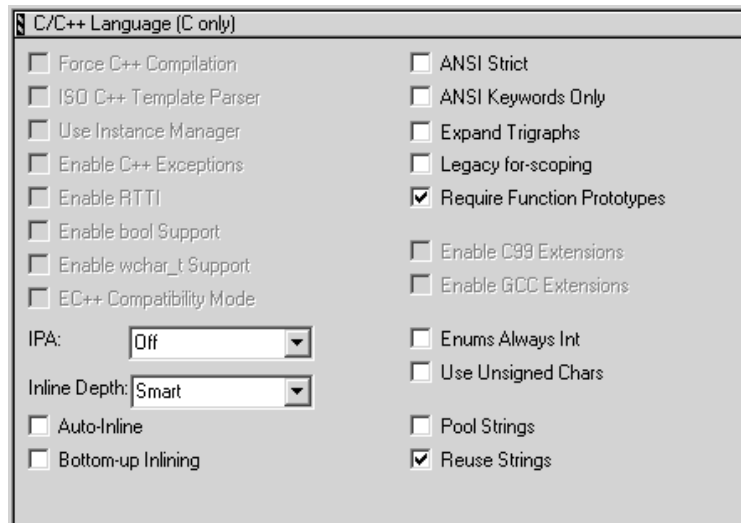 C/C++ Language (C only)
Force C++ Compilation
ISO C++ Template Parser
Use Instance Manager
Enable C++ Exceptions
Enable RTTI
Enable bool Support
Enable wchar_t Support
EC++ Compatibility Mode
IPA: Off
Inline Depth: Smart
Auto-Inline
Bottom-up Inlining
ANSI Strict
ANSI Keywords Only
Expand Trigraphs
Legacy for-scoping
Require Function Prototypes
Enable C99 Extensions
Enable GCC Extensions
Enums Always Int
Use Unsigned Chars
Pool Strings
Reuse Strings